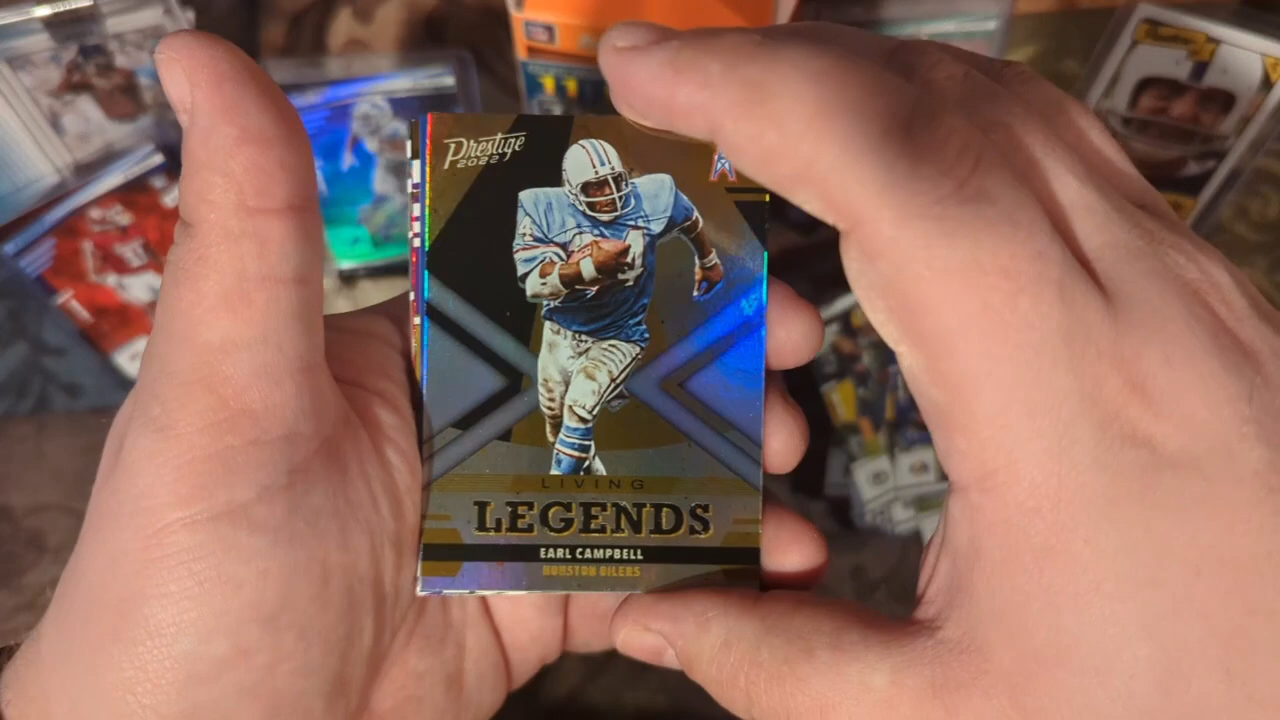 Prestige
2022
LIVING
LEGENDS
EARL CAMPBELL
HOUSTON OILERS